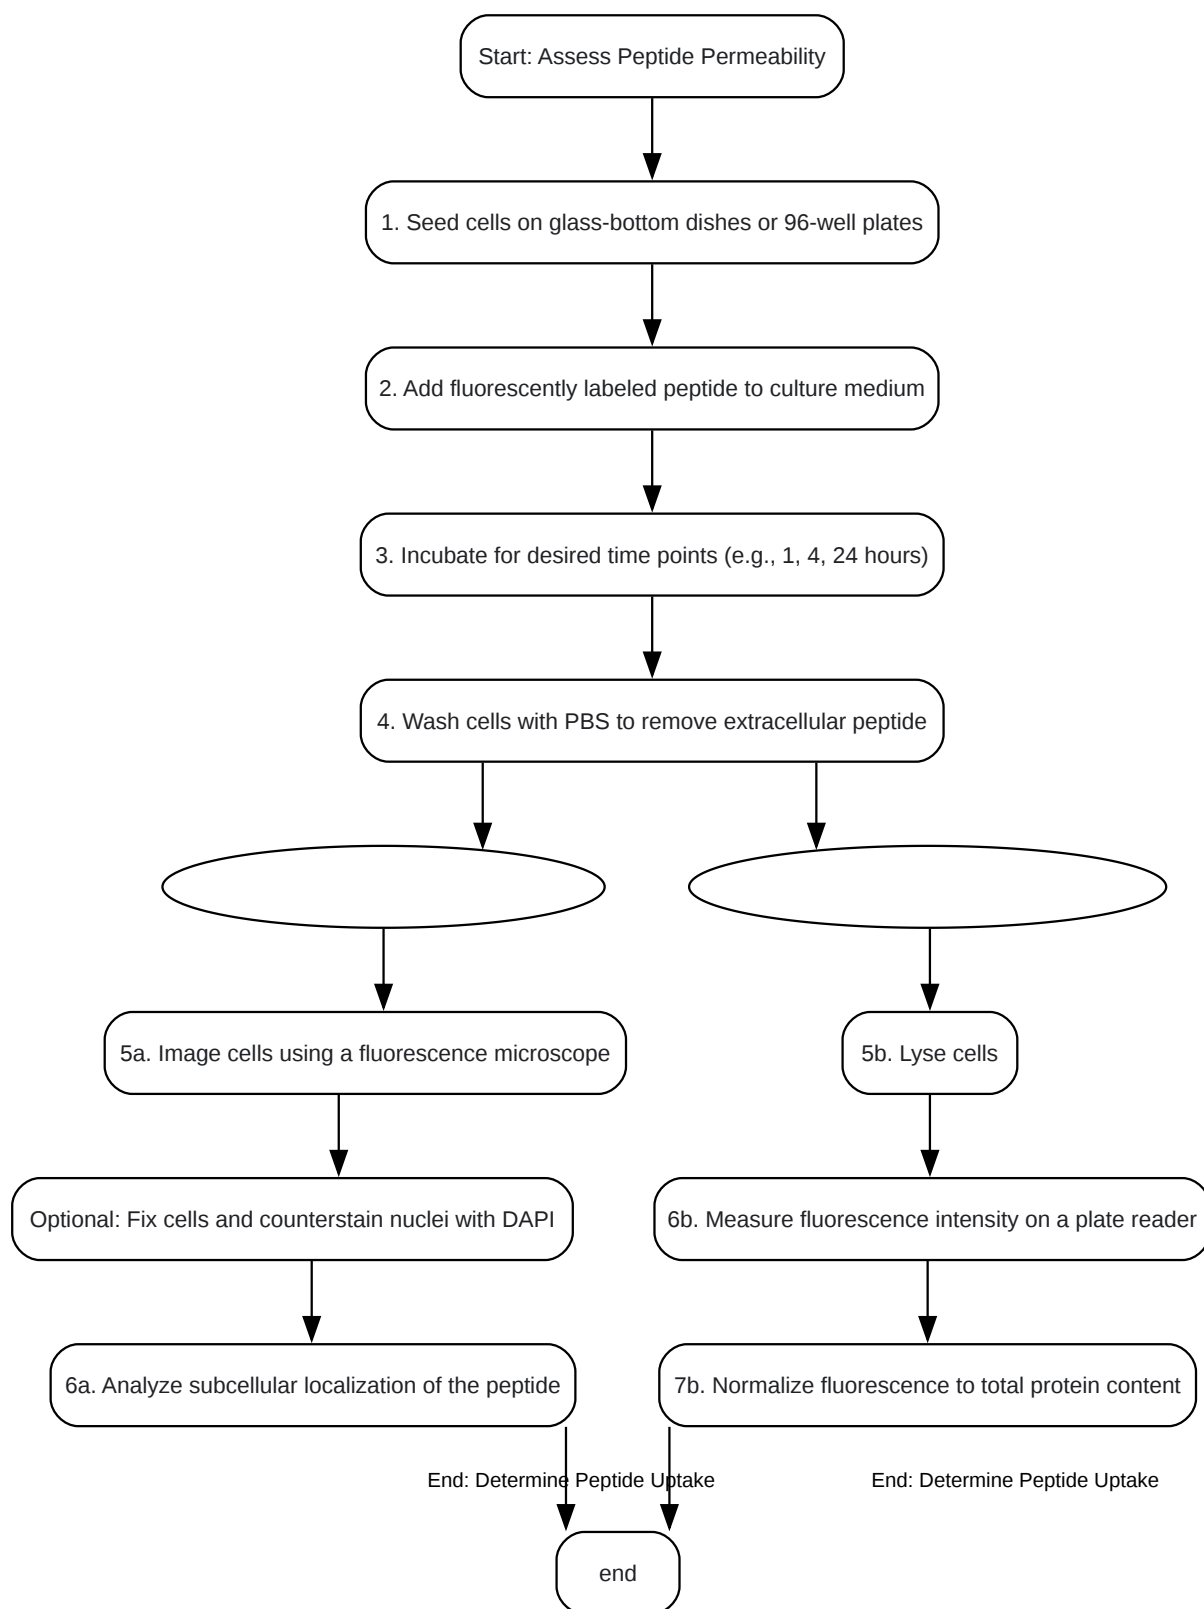 Start: Assess Peptide Permeability
1. Seed cells on glass-bottom dishes or 96-well plates
2. Add fluorescently labeled peptide to culture medium
3. Incubate for desired time points (e.g., 1, 4, 24 hours)
4. Wash cells with PBS to remove extracellular peptide
5a. Image cells using a fluorescence microscope
5b. Lyse cells
Optional: Fix cells and counterstain nuclei with DAPI
6b. Measure fluorescence intensity on a plate reader
6a. Analyze subcellular localization of the peptide
7b. Normalize fluorescence to total protein content
End: Determine Peptide Uptake
End: Determine Peptide Uptake
end